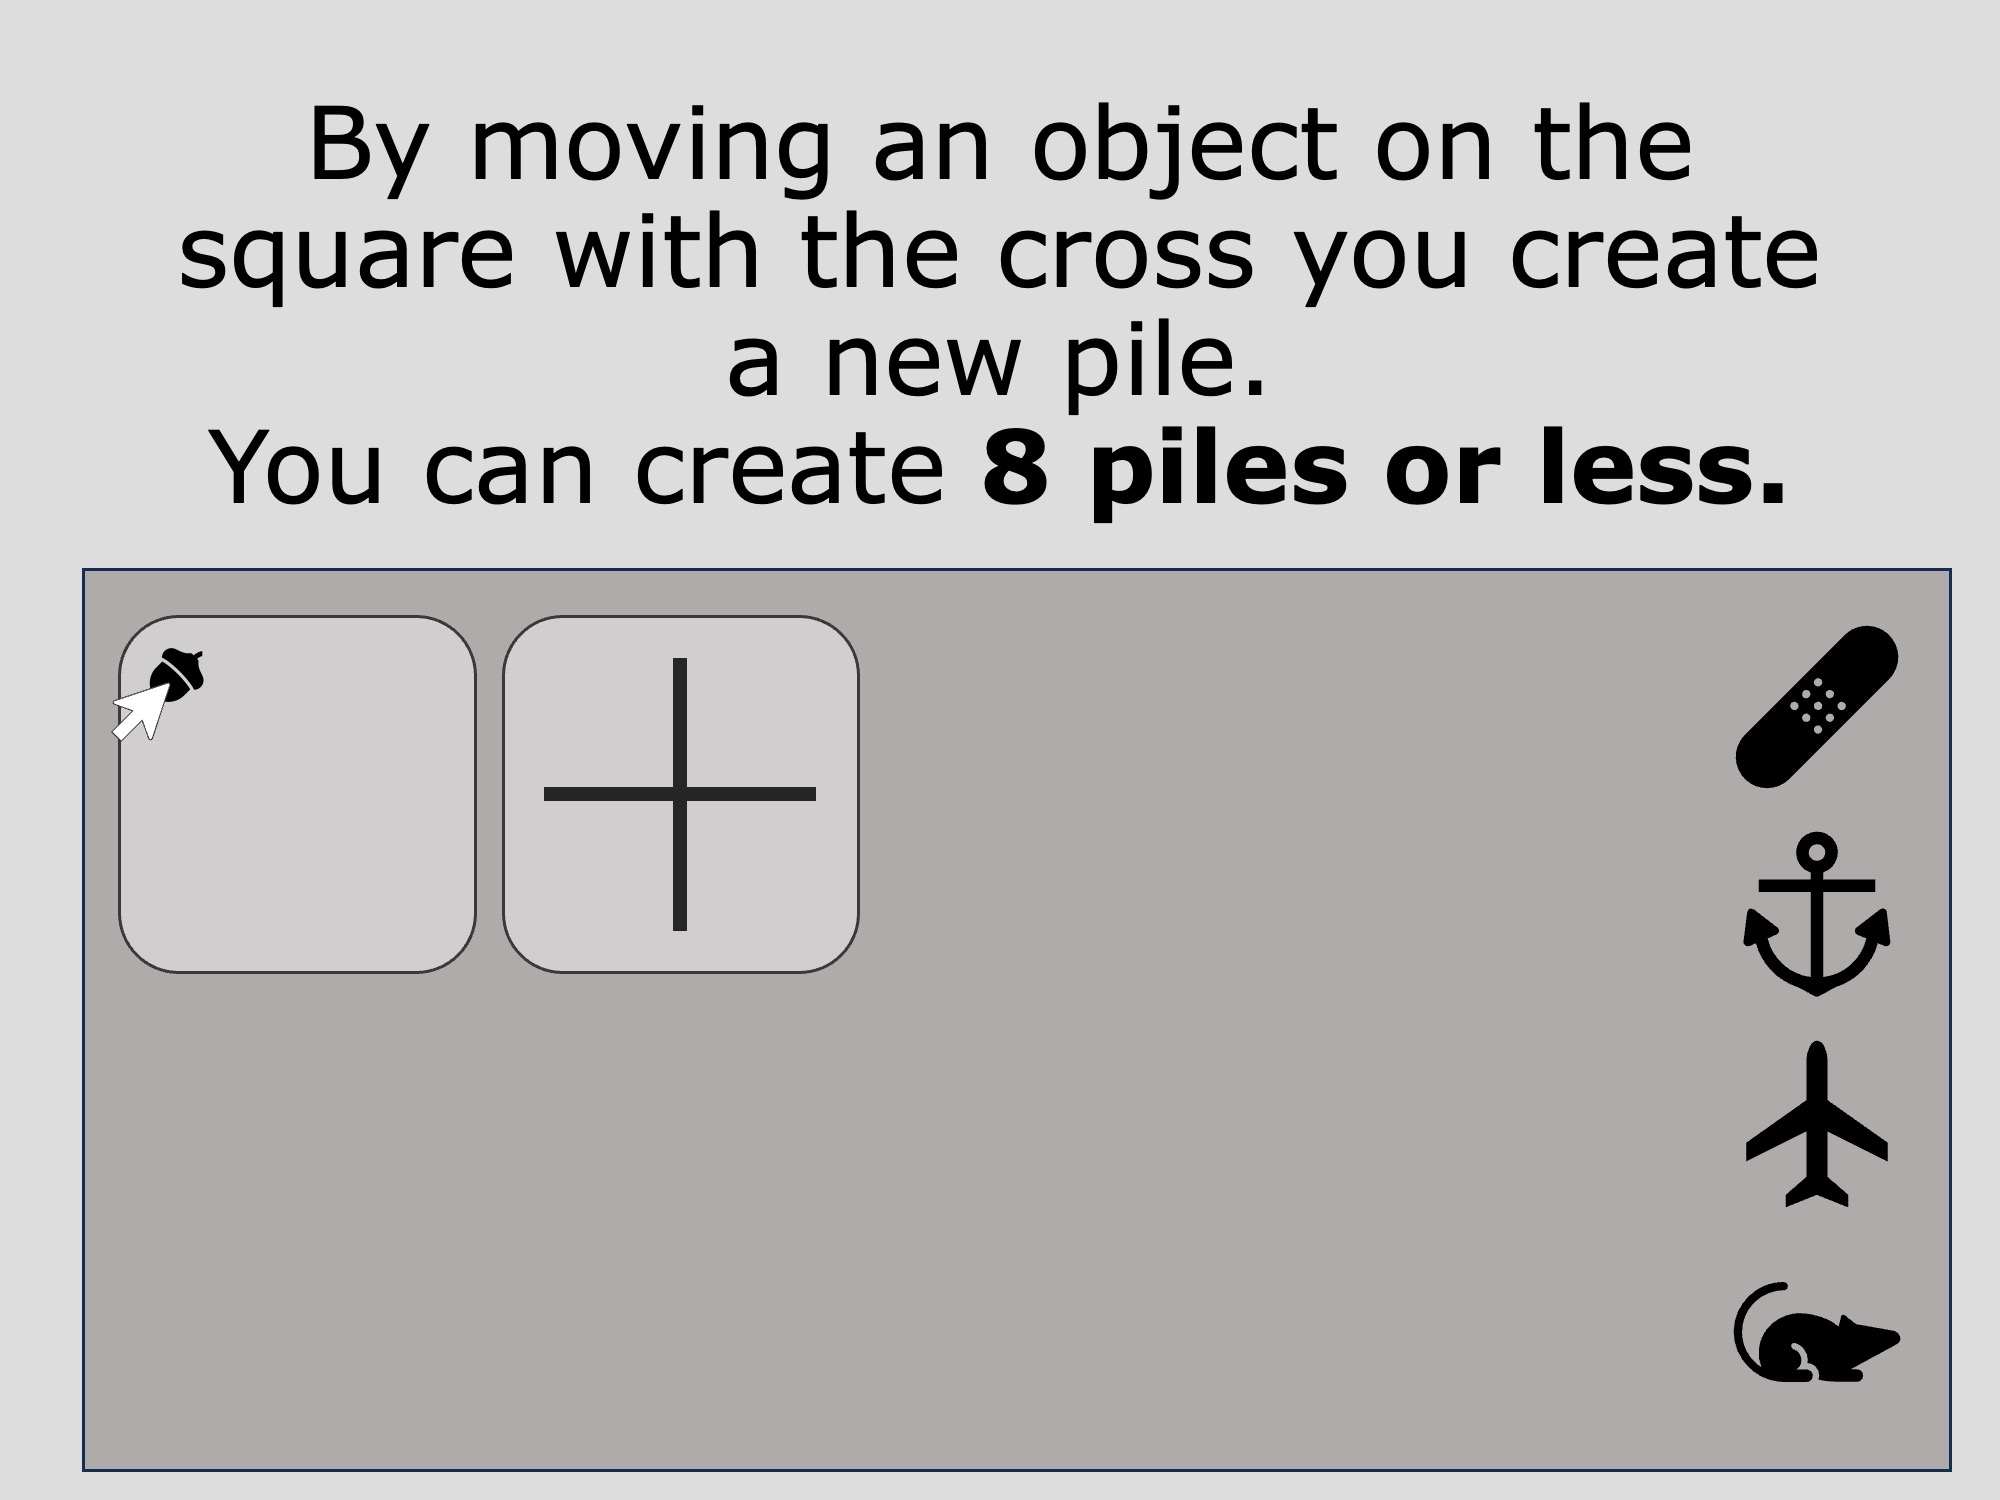 By moving an object on the
square with the cross you create
a new pile.
You can create 8 piles or less.